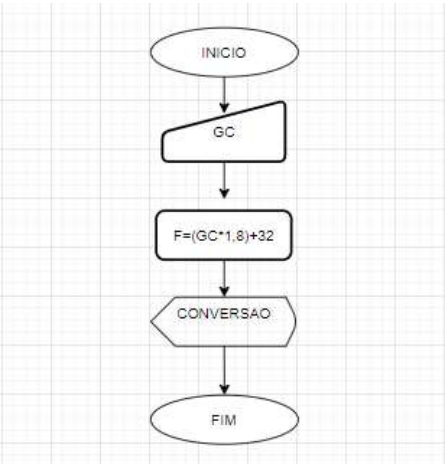 INICIO
GC
F=(GC*1,8)+32
CONVERSAO
FIM